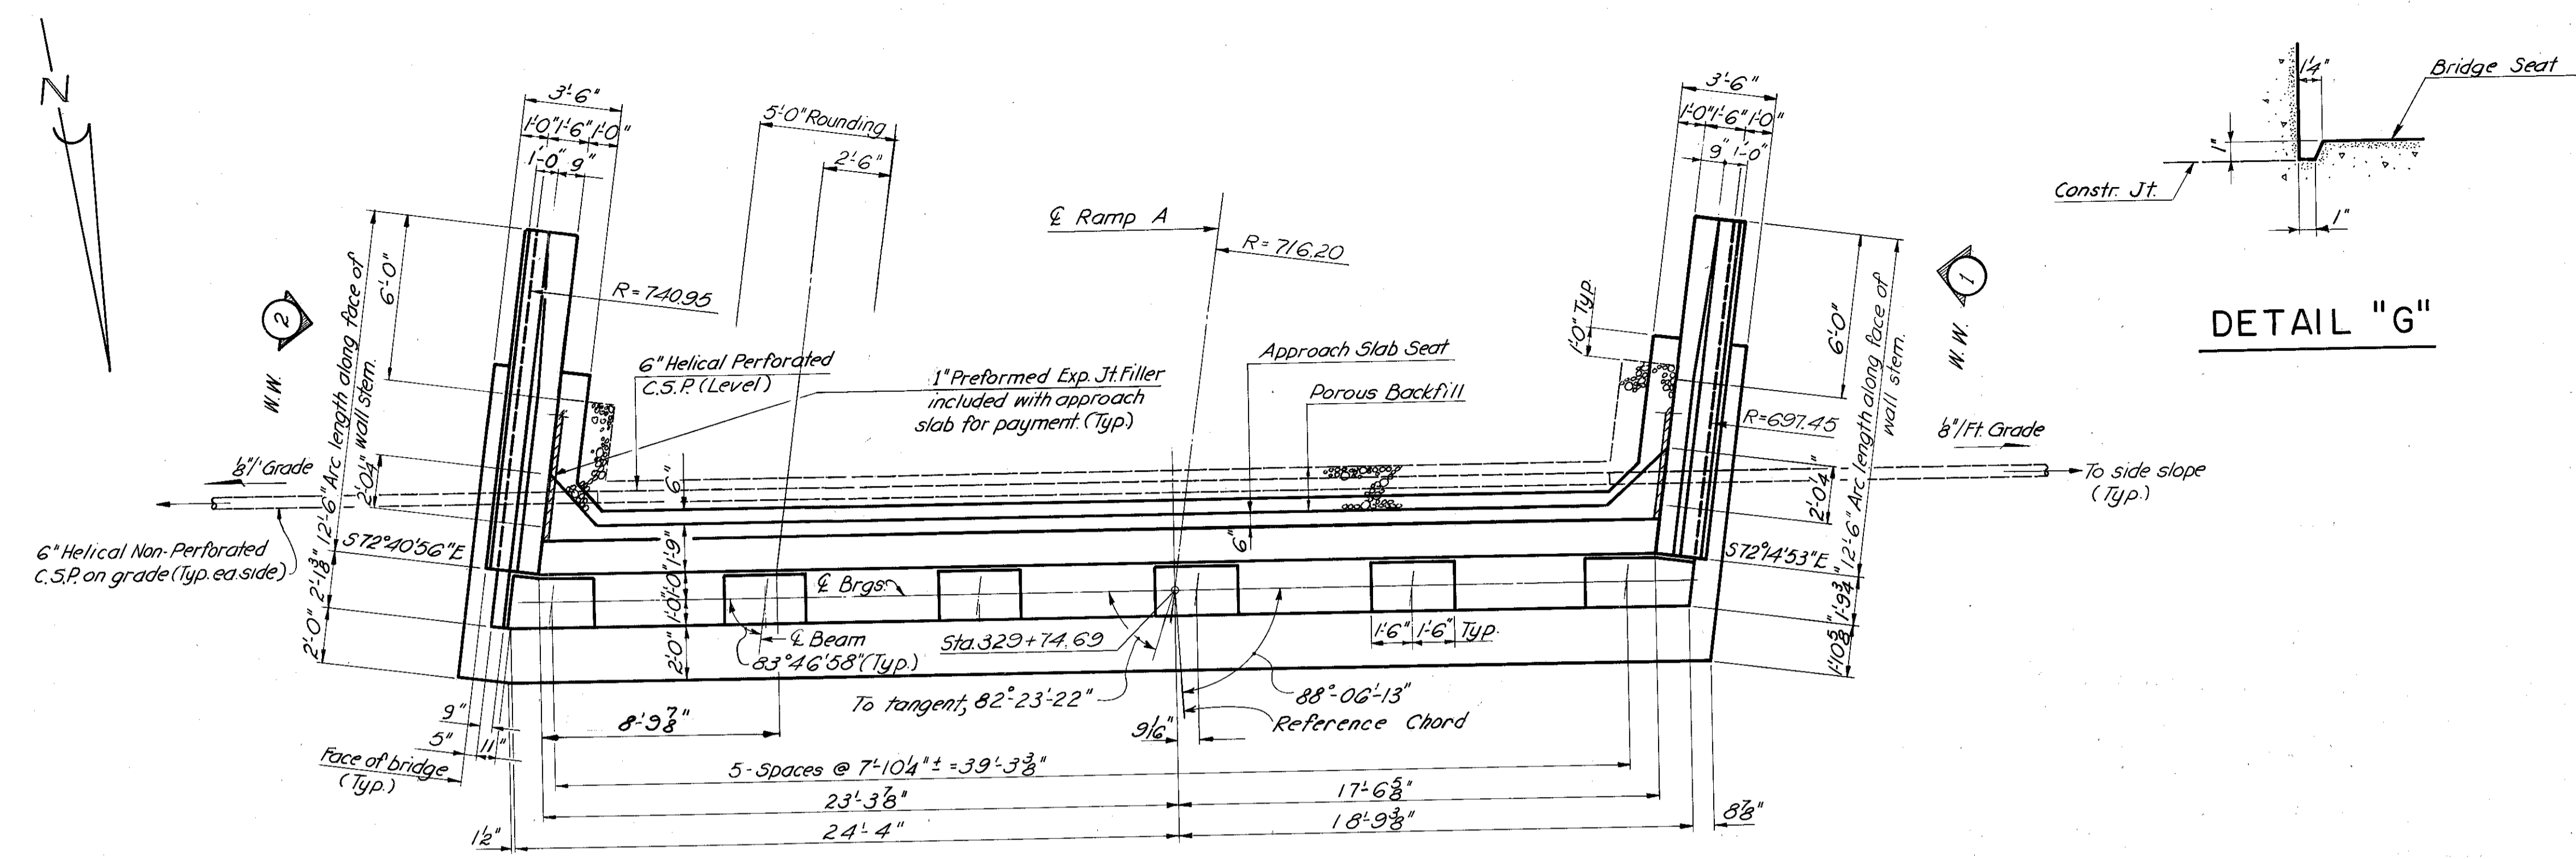 N
3'-6"
1'-0" 1'-6" 1'-0"
1'-0" 9"
5'-0" Rounding
2'-6"
℄ Ramp A
R=716.20
3'-6"
1'-0" 1'-6" 1'-0"
9" 1'-0"
1¼"
Bridge Seat
1"
Constr. Jt.
1"
DETAIL "G"
6'-0"
12'-6" Arc length along face of
wall stem.
2'-0¼"
2
W.W.
R=740.95
6" Helical Perforated
C.S.P. (Level)
1" Preformed Exp. Jt. Filler
included with approach
slab for payment. (Typ.)
Approach Slab Seat
Porous Backfill
1'-0" Typ.
6'-0"
12'-6" Arc length along face of
wall stem.
1
W.W.
R=697.45
⅛"/Ft. Grade
To side slope
(Typ.)
2'-0¼"
⅛"/' Grade
6" Helical Non-Perforated
C.S.P. on grade (Typ. ea. side)
S72°40'56"E
2'-1⅜"
2'-0"
6"
6"
1'-9"
1'-0"
1'-0"
2'-0"
S72°14'53"E
1'-9¾"
1'-10⅝"
℄ Brgs.
℄ Beam
83°46'58" (Typ.)
Sta. 329+74.69
1'-6" 1'-6" Typ.
To tangent, 82°-23'-22"
88°-06'-13"
Reference Chord
9"
5"
11"
Face of bridge
(Typ.)
8'-9⅞"
5-Spaces @ 7'-10¼"± = 39'-3⅜"
23'-3⅞"
17'-6⅝"
1½"
24'-4"
18'-9⅜"
8⅞"